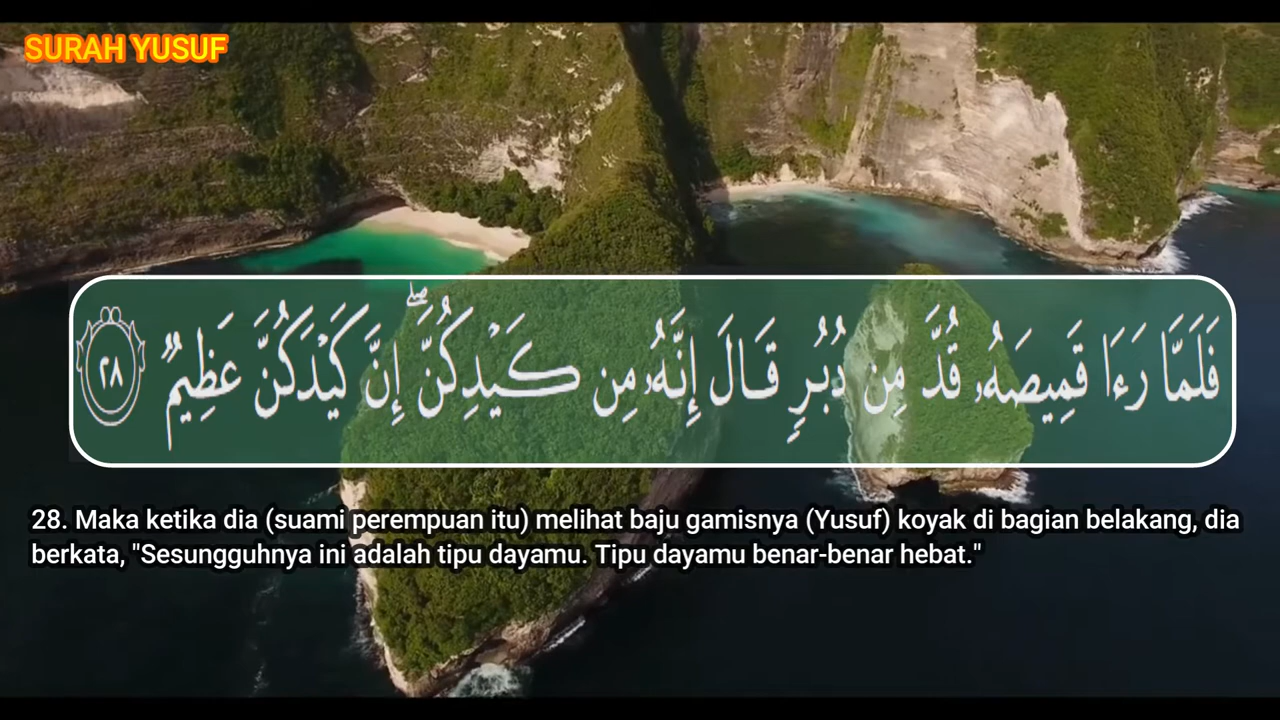 SURAH YUSUF
فَلَمَّا رَءَا قَمِيصَهُۥ قُدَّ مِن دُبُرٍ قَالَ إِنَّهُۥ مِن كَيْدِكُنَّ ۖ إِنَّ كَيْدَكُنَّ عَظِيمٌ ٢٨
28. Maka ketika dia (suami perempuan itu) melihat baju gamisnya (Yusuf) koyak di bagian belakang, dia
berkata, "Sesungguhnya ini adalah tipu dayamu. Tipu dayamu benar-benar hebat."